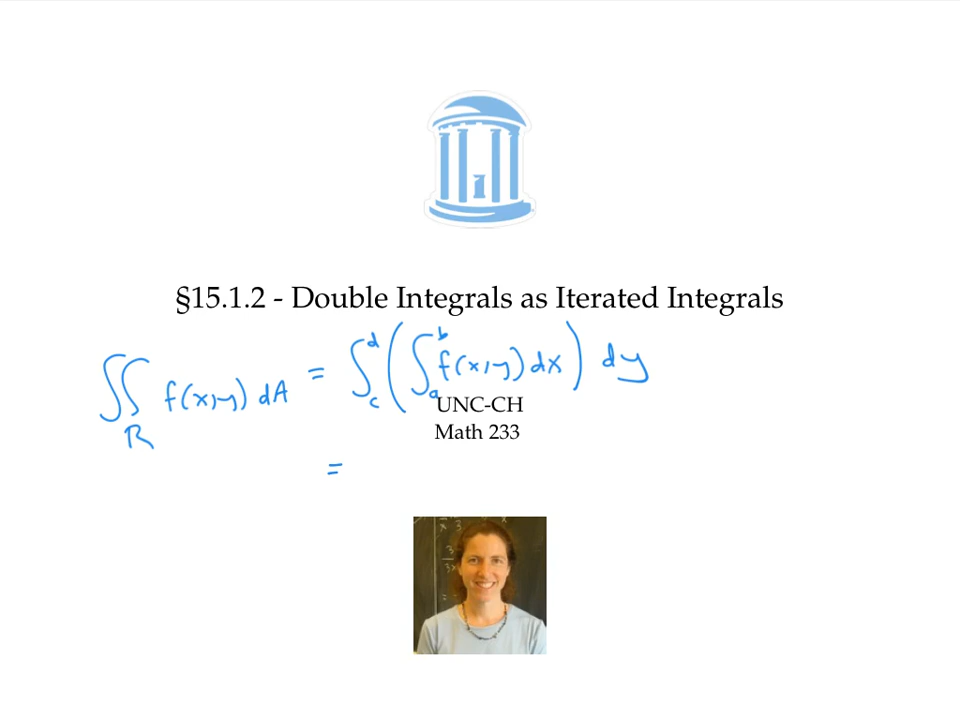 §15.1.2 - Double Integrals as Iterated Integrals
∬_R f(x,y) dA = ∫_c^d ( ∫_a^b f(x,y) dx ) dy
UNC-CH
Math 233
=